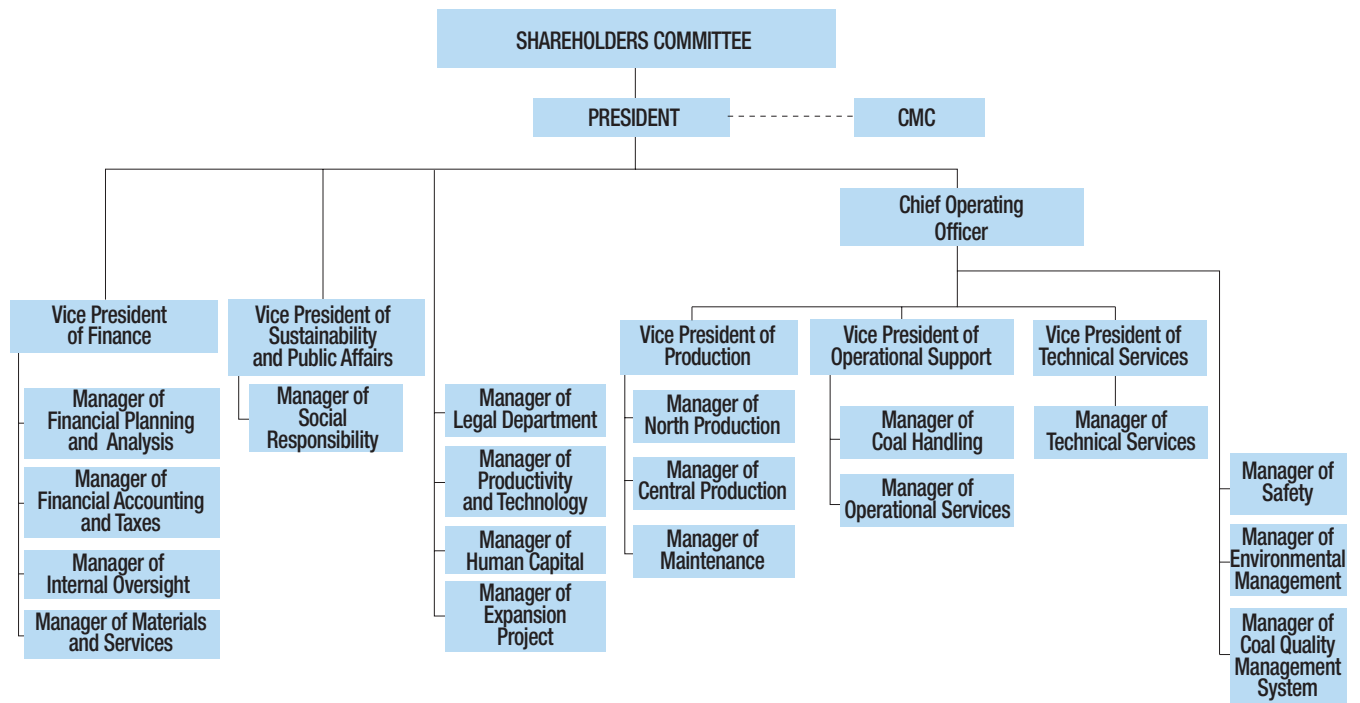 SHAREHOLDERS COMMITTEE
PRESIDENT
CMC
Chief Operating
Officer
Vice President
of Finance
Manager of
Financial Planning
and Analysis
Manager of
Financial Accounting
and Taxes
Manager of
Internal Oversight
Manager of Materials
and Services
Vice President of
Sustainability
and Public Affairs
Manager of
Social
Responsibility
Manager of
Legal Department
Manager of
Productivity
and Technology
Manager of
Human Capital
Manager of
Expansion
Project
Vice President of
Production
Manager of
North Production
Manager of
Central Production
Manager of
Maintenance
Vice President of
Operational Support
Manager of
Coal Handling
Manager of
Operational Services
Vice President of
Technical Services
Manager of
Technical Services
Manager of
Safety
Manager of
Environmental
Management
Manager of
Coal Quality
Management
System